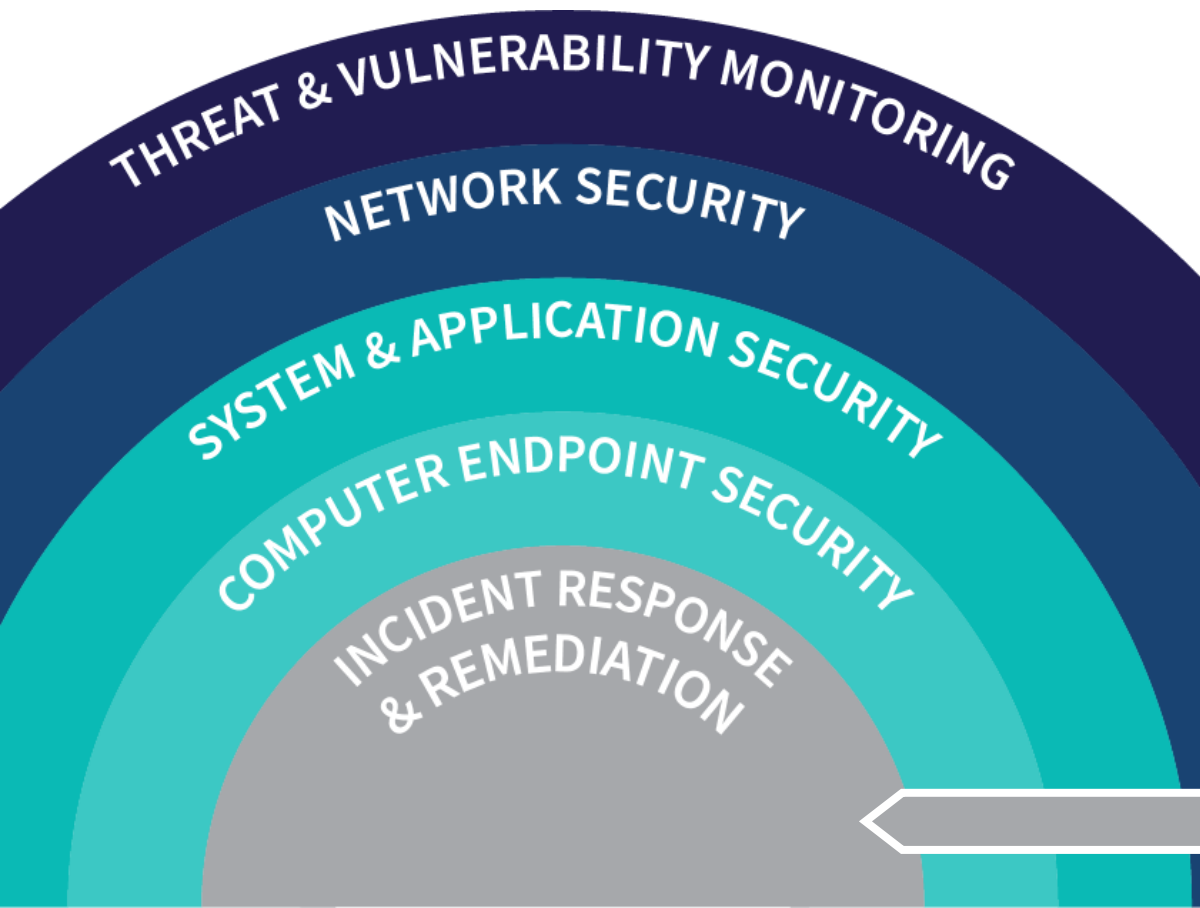 THREAT & VULNERABILITY MONITORING
NETWORK SECURITY
SYSTEM & APPLICATION SECURITY
COMPUTER ENDPOINT SECURITY
INCIDENT RESPONSE
& REMEDIATION